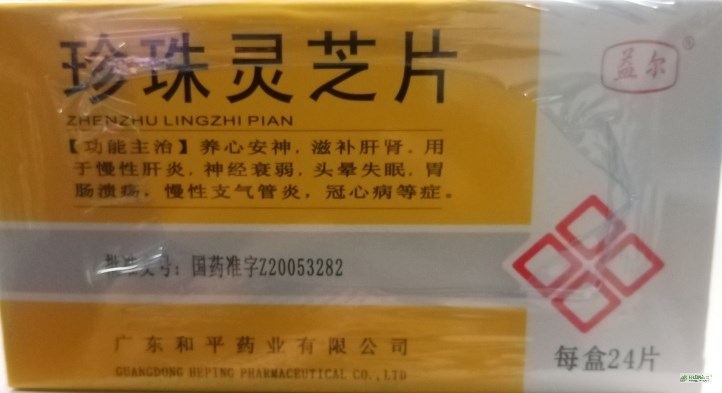 珍珠灵芝片
益尔®
ZHENZHU LINGZHI PIAN
【功能主治】养心安神，滋补肝肾。用
于慢性肝炎，神经衰弱，头晕失眠，胃
肠溃疡，慢性支气管炎，冠心病等症。
批准文号：国药准字Z20053282
广东和平药业有限公司
GUANGDONG HEPING PHARMACEUTICAL CO.,LTD
每盒24片